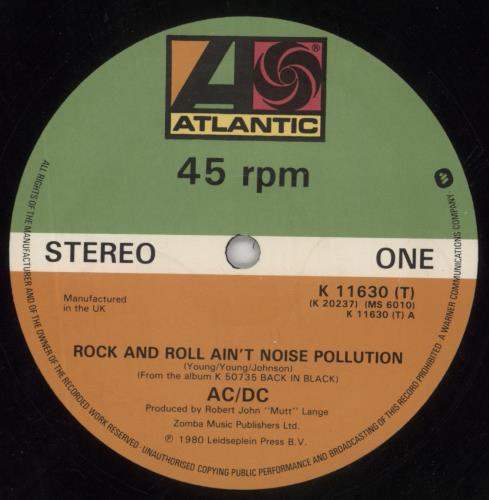 ATLANTIC
®
45 rpm
STEREO
ONE
Manufactured
in the UK
K 11630 (T)
(K 20237) (MS 6010)
K 11630 (T) A
ROCK AND ROLL AIN'T NOISE POLLUTION
(Young/Young/Johnson)
(From the album K 50735 BACK IN BLACK)
AC/DC
Produced by Robert John "Mutt" Lange
Zomba Music Publishers Ltd.
℗ 1980 Leidseplein Press B.V.
ALL RIGHTS OF THE MANUFACTURER AND OF THE OWNER OF THE RECORDED WORK RESERVED · UNAUTHORISED COPYING PUBLIC PERFORMANCE AND BROADCASTING OF THIS RECORD PROHIBITED · A WARNER COMMUNICATIONS COMPANY ·